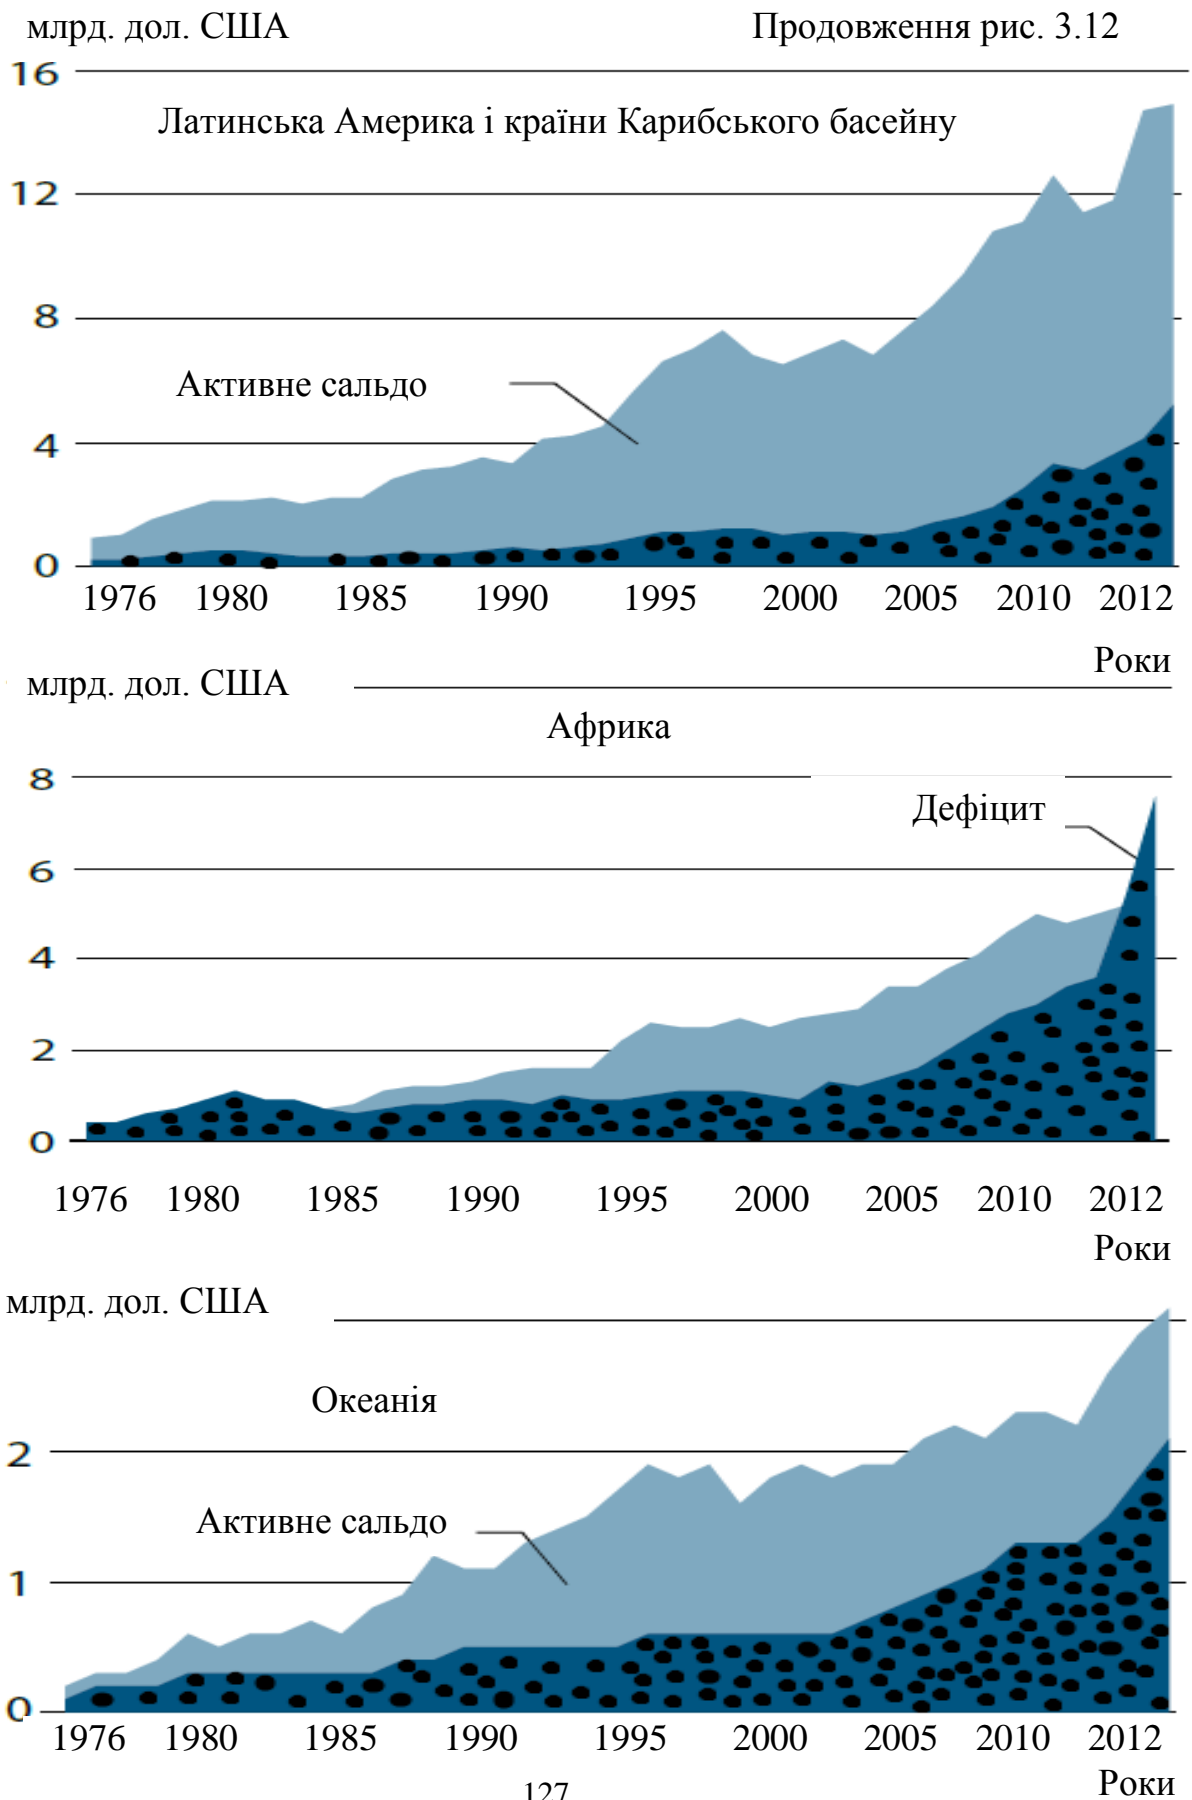 млрд. дол. США Продовження рис. 3.12
16
Латинська Америка і країни Карибського басейну
12
8
Активне сальдо
4
0
1976 1980 1985 1990 1995 2000 2005 2010 2012
Роки
млрд. дол. США
Африка
8
Дефіцит
6
4
2
0
1976 1980 1985 1990 1995 2000 2005 2010 2012
Роки
млрд. дол. США
Океанія
2
Активне сальдо
1
0
1976 1980 1985 1990 1995 2000 2005 2010 2012
Роки
127